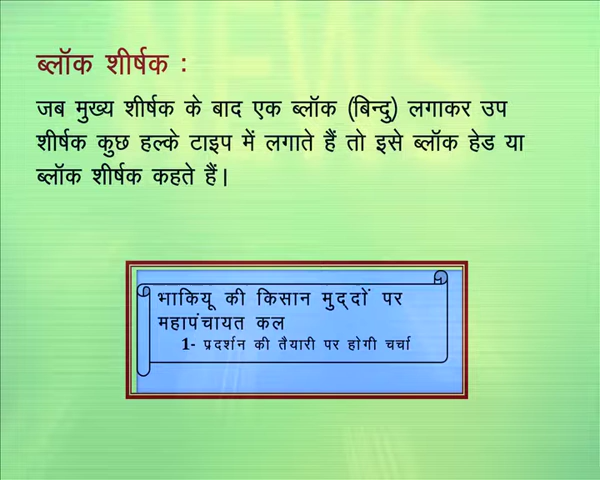 ब्लॉक शीर्षक :
जब मुख्य शीर्षक के बाद एक ब्लॉक (बिन्दु) लगाकर उप
शीर्षक कुछ हल्के टाइप में लगाते हैं तो इसे ब्लॉक हेड या
ब्लॉक शीर्षक कहते हैं।
भाकियू की किसान मुद्दों पर
महापंचायत कल
1- प्रदर्शन की तैयारी पर होगी चर्चा